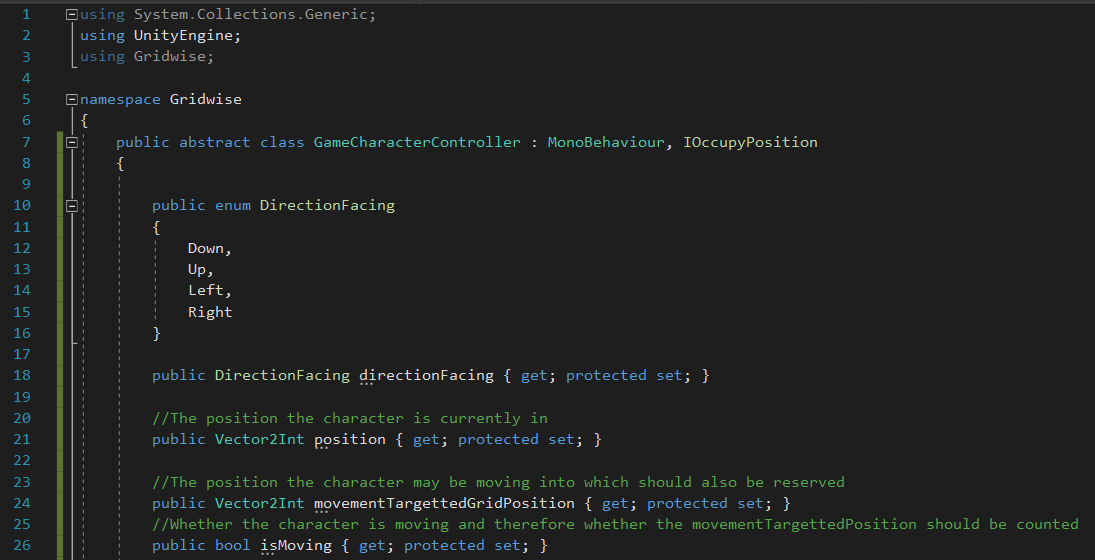 1 using System.Collections.Generic;
2 using UnityEngine;
3 using Gridwise;
4
5 namespace Gridwise
6 {
7 public abstract class GameCharacterController : MonoBehaviour, IOccupyPosition
8 {
9
10 public enum DirectionFacing
11 {
12 Down,
13 Up,
14 Left,
15 Right
16 }
17
18 public DirectionFacing directionFacing { get; protected set; }
19
20 //The position the character is currently in
21 public Vector2Int position { get; protected set; }
22
23 //The position the character may be moving into which should also be reserved
24 public Vector2Int movementTargettedGridPosition { get; protected set; }
25 //Whether the character is moving and therefore whether the movementTargettedPosition should be counted
26 public bool isMoving { get; protected set; }